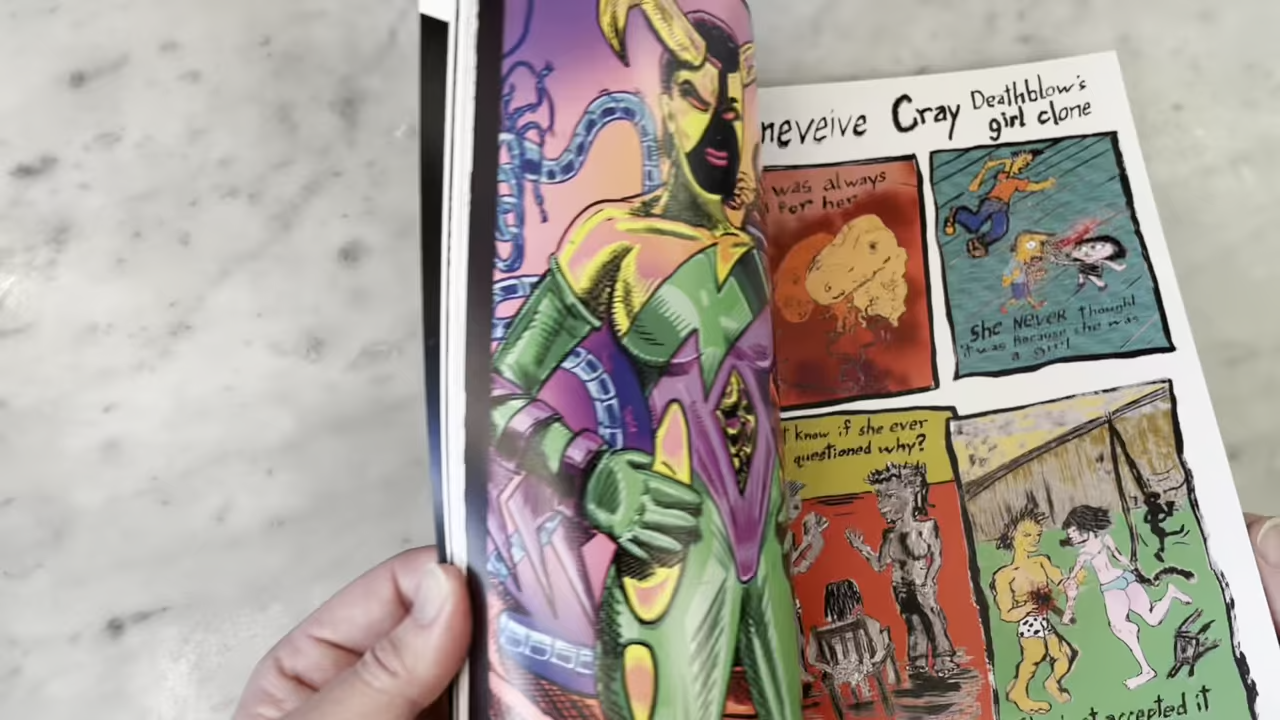 neveive Cray Deathblow's
girl clone
was always
for her
She NEVER thought
it was Because she was
a girl
know if she ever
questioned why?
accepted it